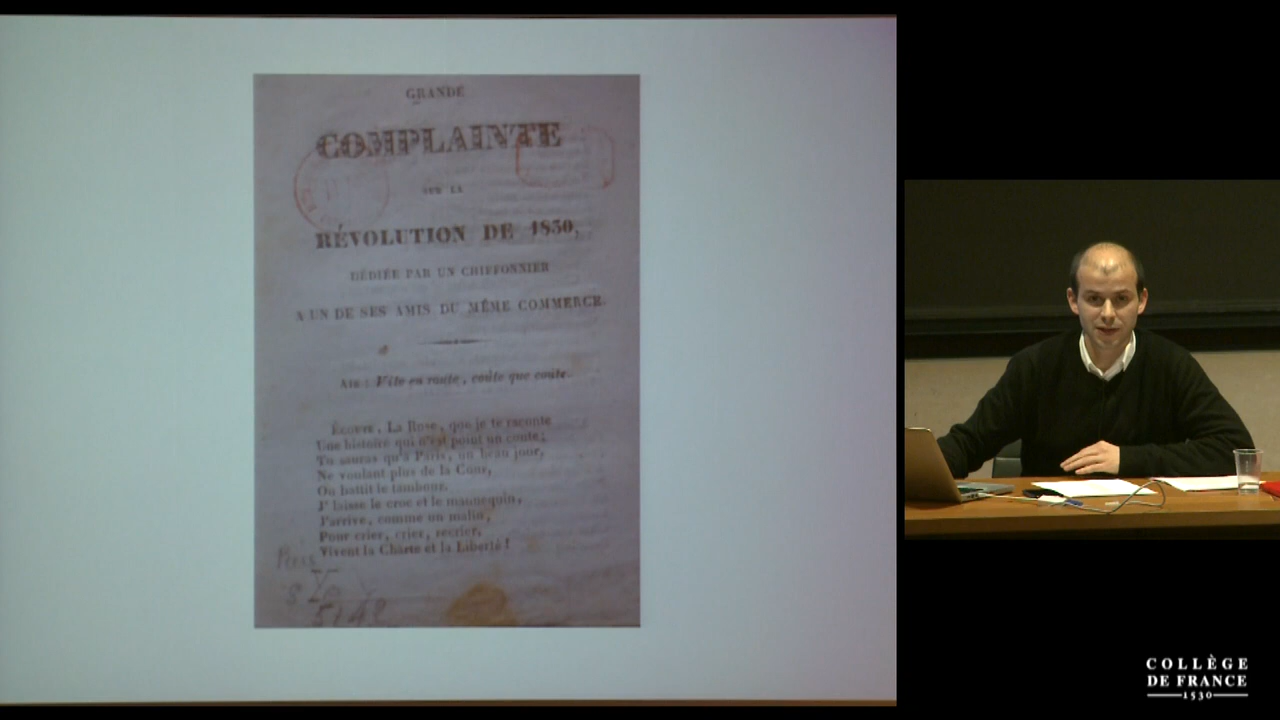 GRANDE
COMPLAINTE
SUR LA
RÉVOLUTION DE 1830,
DÉDIÉE PAR UN CHIFFONNIER
A UN DE SES AMIS DU MÊME COMMERCE.
AIR : Vite en route, coûte que coûte.
ÉCOUTE, La Rose, que je te raconte
Une histoire qui n'est point un conte;
Tu sauras qu'à Paris, un beau jour,
Ne voulant plus de la Cour,
On battit le tambour.
J' laisse le croc et le mannequin,
J'arrive, comme un malin,
Pour crier, crier, recrier,
Vivent la Charte et la Liberté!
8 Ye
COLLÈGE
DE FRANCE
1530